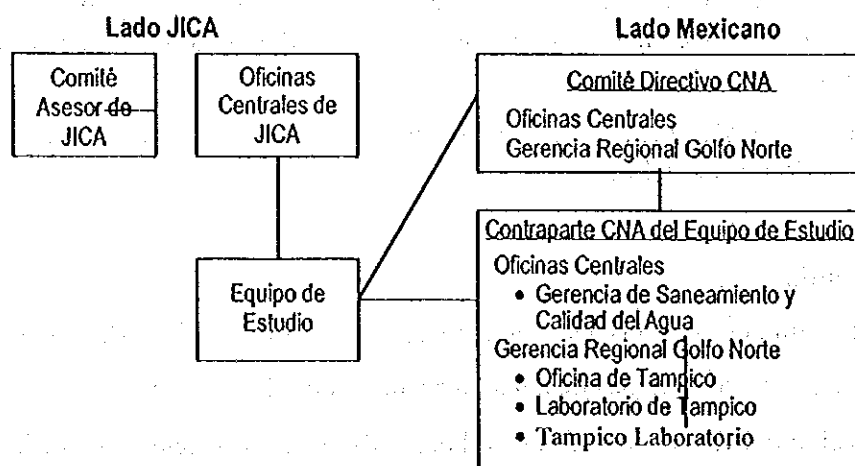 Lado JICA
Lado Mexicano
Comité
Asesor de
JICA
Oficinas
Centrales de
JICA
Comité Directivo CNA
Oficinas Centrales
Gerencia Regional Golfo Norte
Equipo de
Estudio
Contraparte CNA del Equipo de Estudio
Oficinas Centrales
• Gerencia de Saneamiento y
Calidad del Agua
Gerencia Regional Golfo Norte
• Oficina de Tampico
• Laboratorio de Tampico
• Tampico Laboratorio